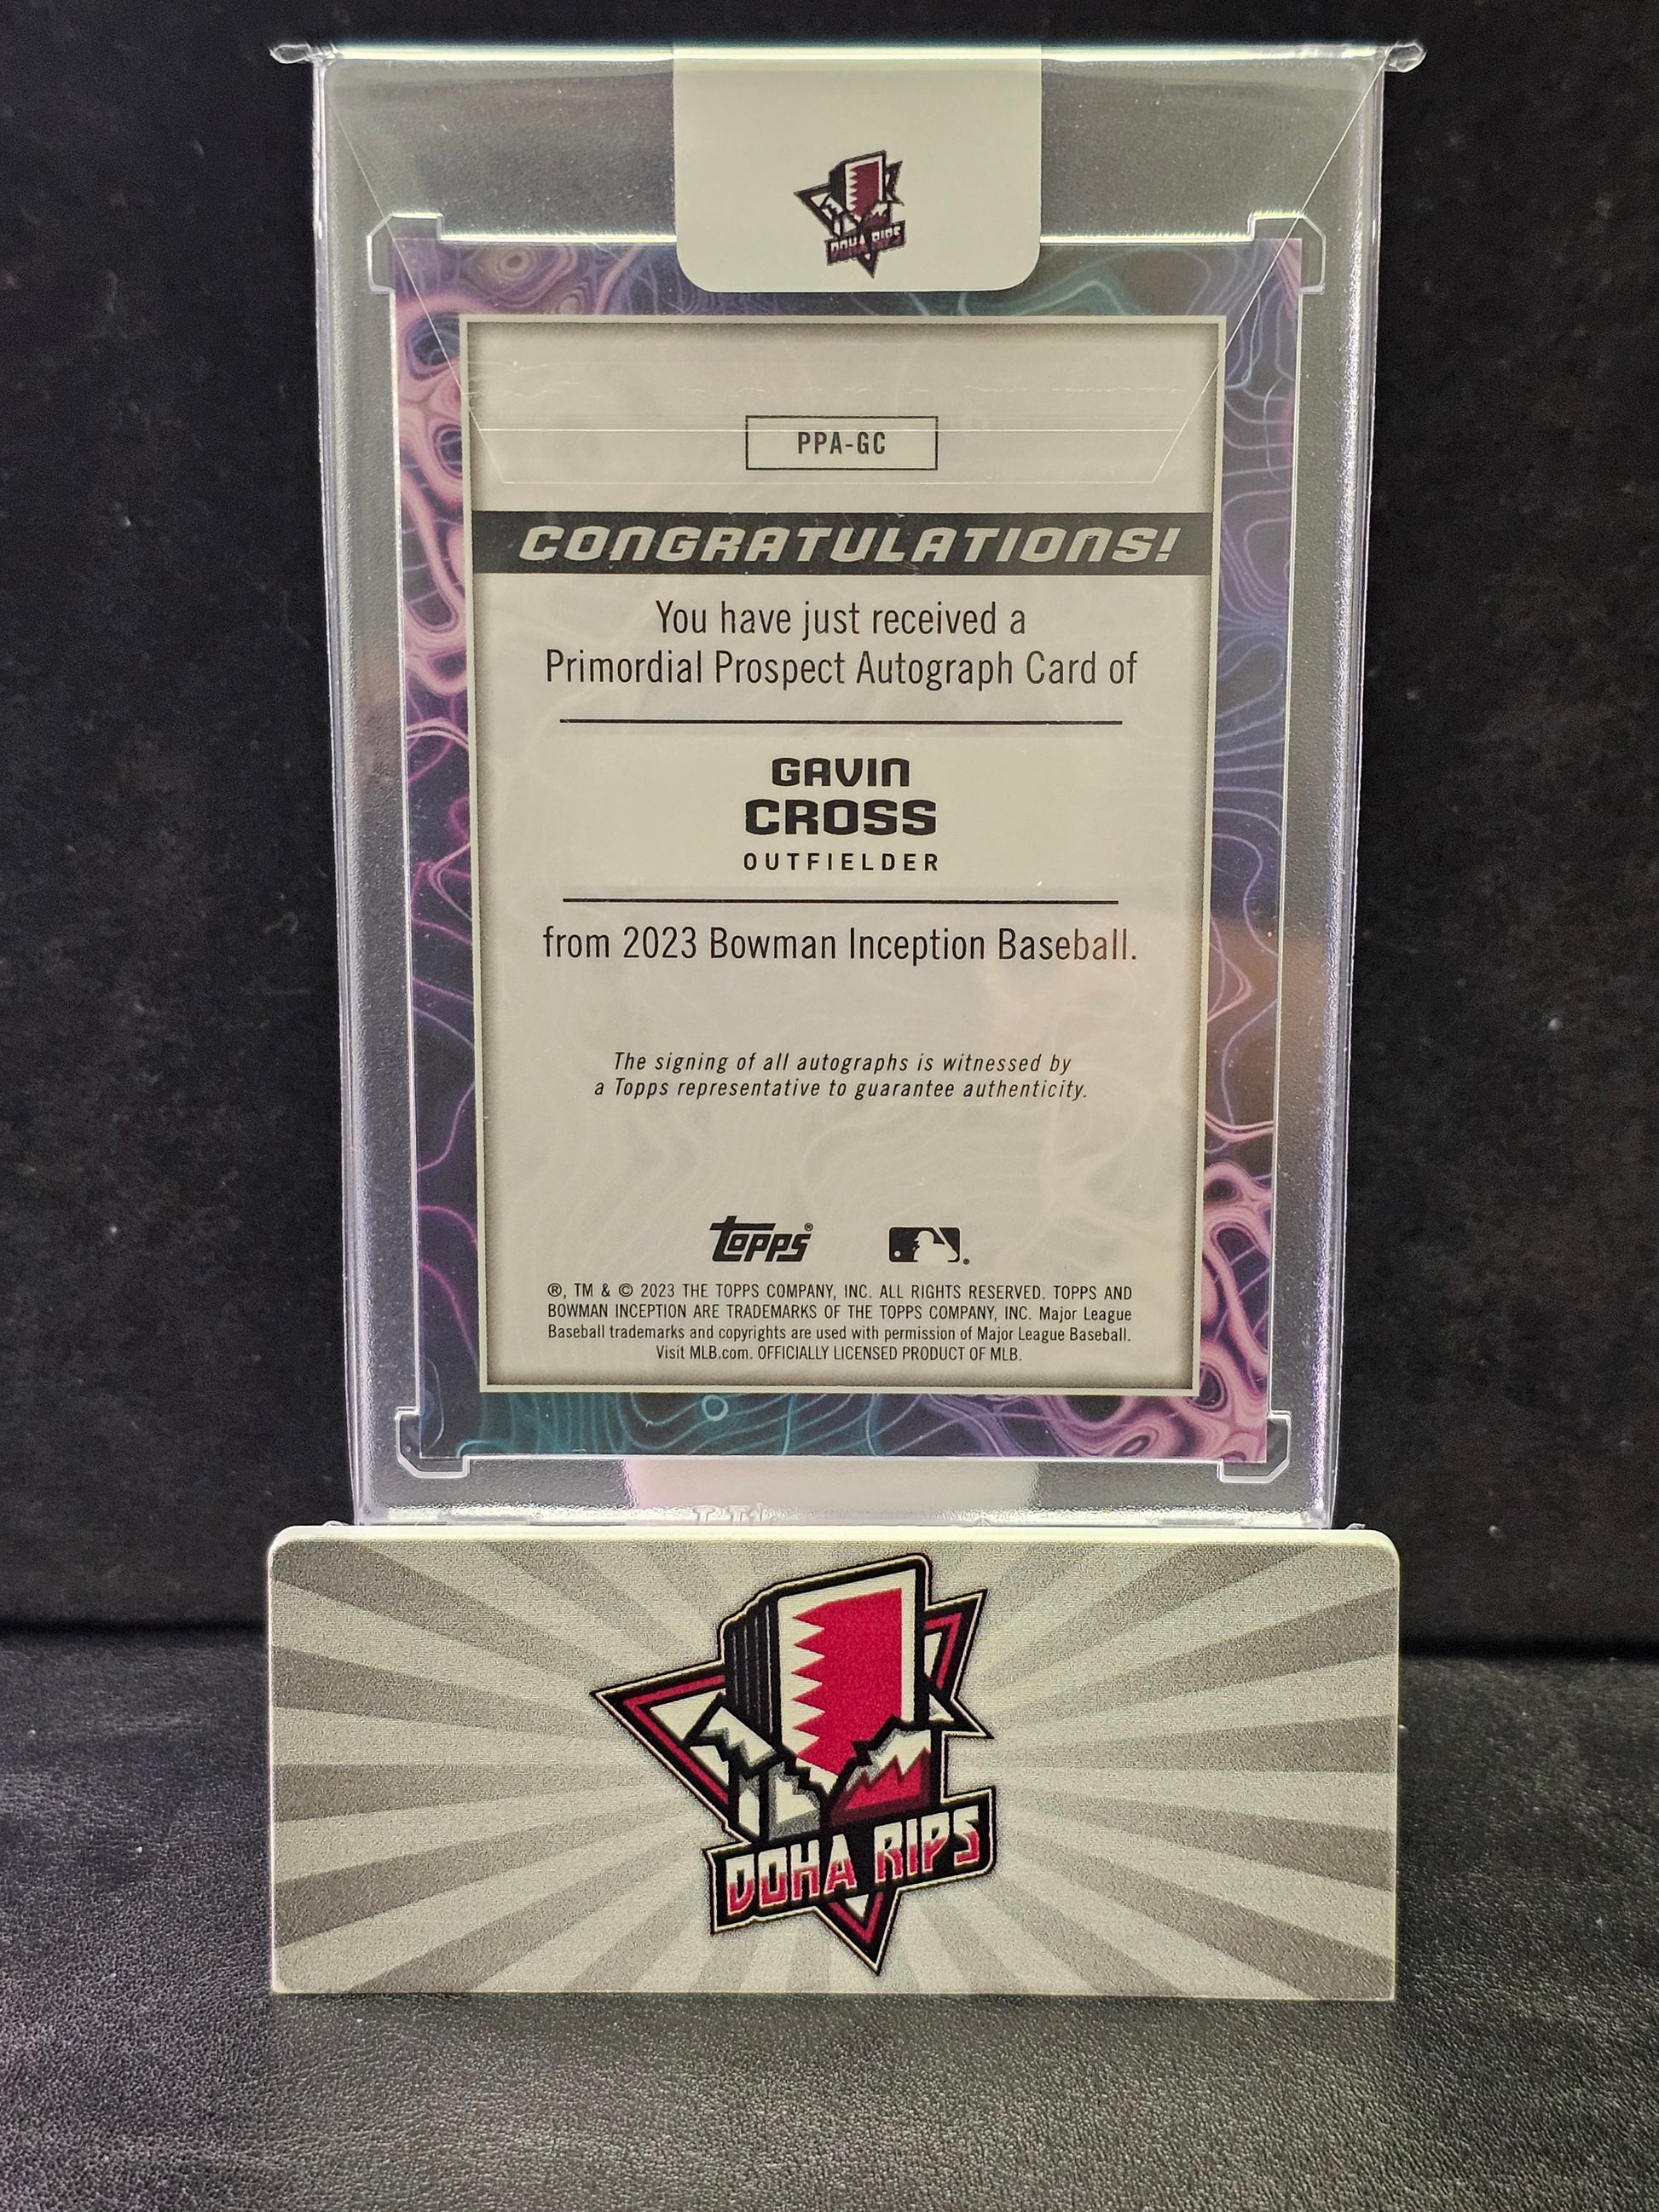 DOHA RIPS
PPA-GC
CONGRATULATIONS!
You have just received a
Primordial Prospect Autograph Card of
GAVIN
CROSS
OUTFIELDER
from 2023 Bowman Inception Baseball.
The signing of all autographs is witnessed by
a Topps representative to guarantee authenticity.
topps®
®
®, TM & © 2023 THE TOPPS COMPANY, INC. ALL RIGHTS RESERVED. TOPPS AND
BOWMAN INCEPTION ARE TRADEMARKS OF THE TOPPS COMPANY, INC. Major League
Baseball trademarks and copyrights are used with permission of Major League Baseball.
Visit MLB.com. OFFICIALLY LICENSED PRODUCT OF MLB.
DOHA RIPS